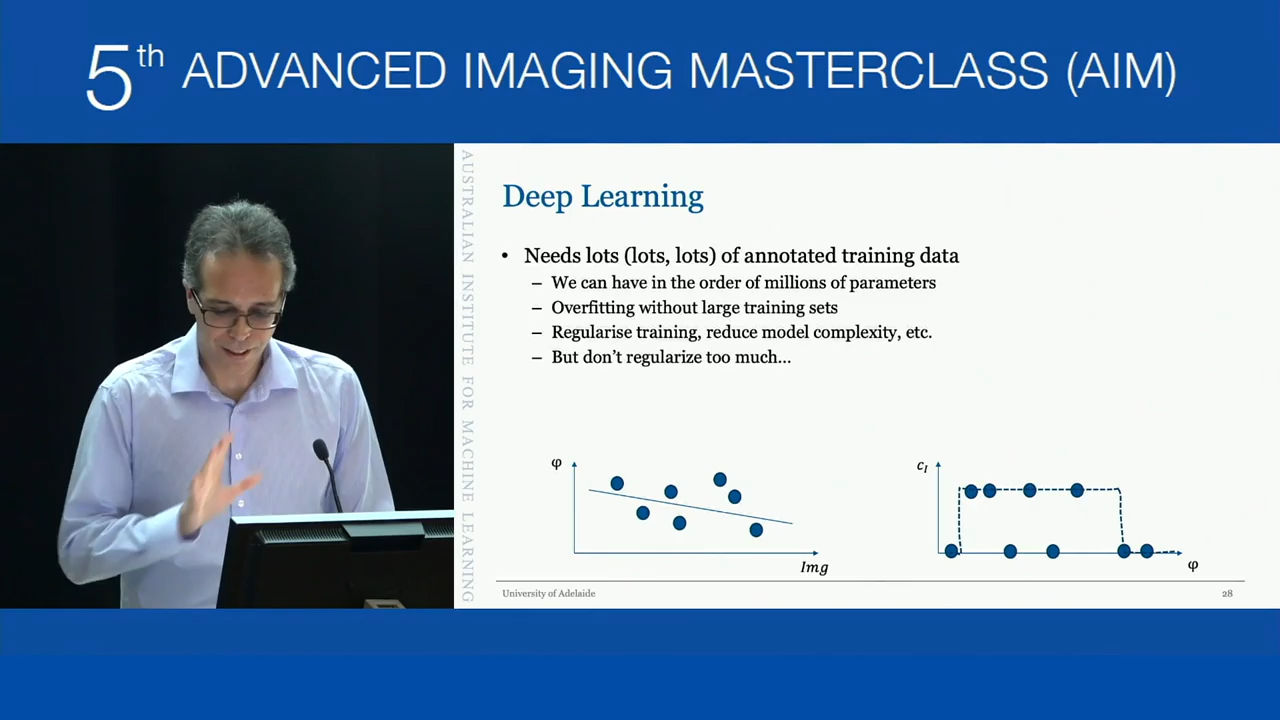 5th ADVANCED IMAGING MASTERCLASS (AIM)
AUSTRALIAN INSTITUTE FOR MACHINE LEARNING
Deep Learning
• Needs lots (lots, lots) of annotated training data
– We can have in the order of millions of parameters
– Overfitting without large training sets
– Regularise training, reduce model complexity, etc.
– But don't regularize too much...
φ
Img
c_I
φ
University of Adelaide
28